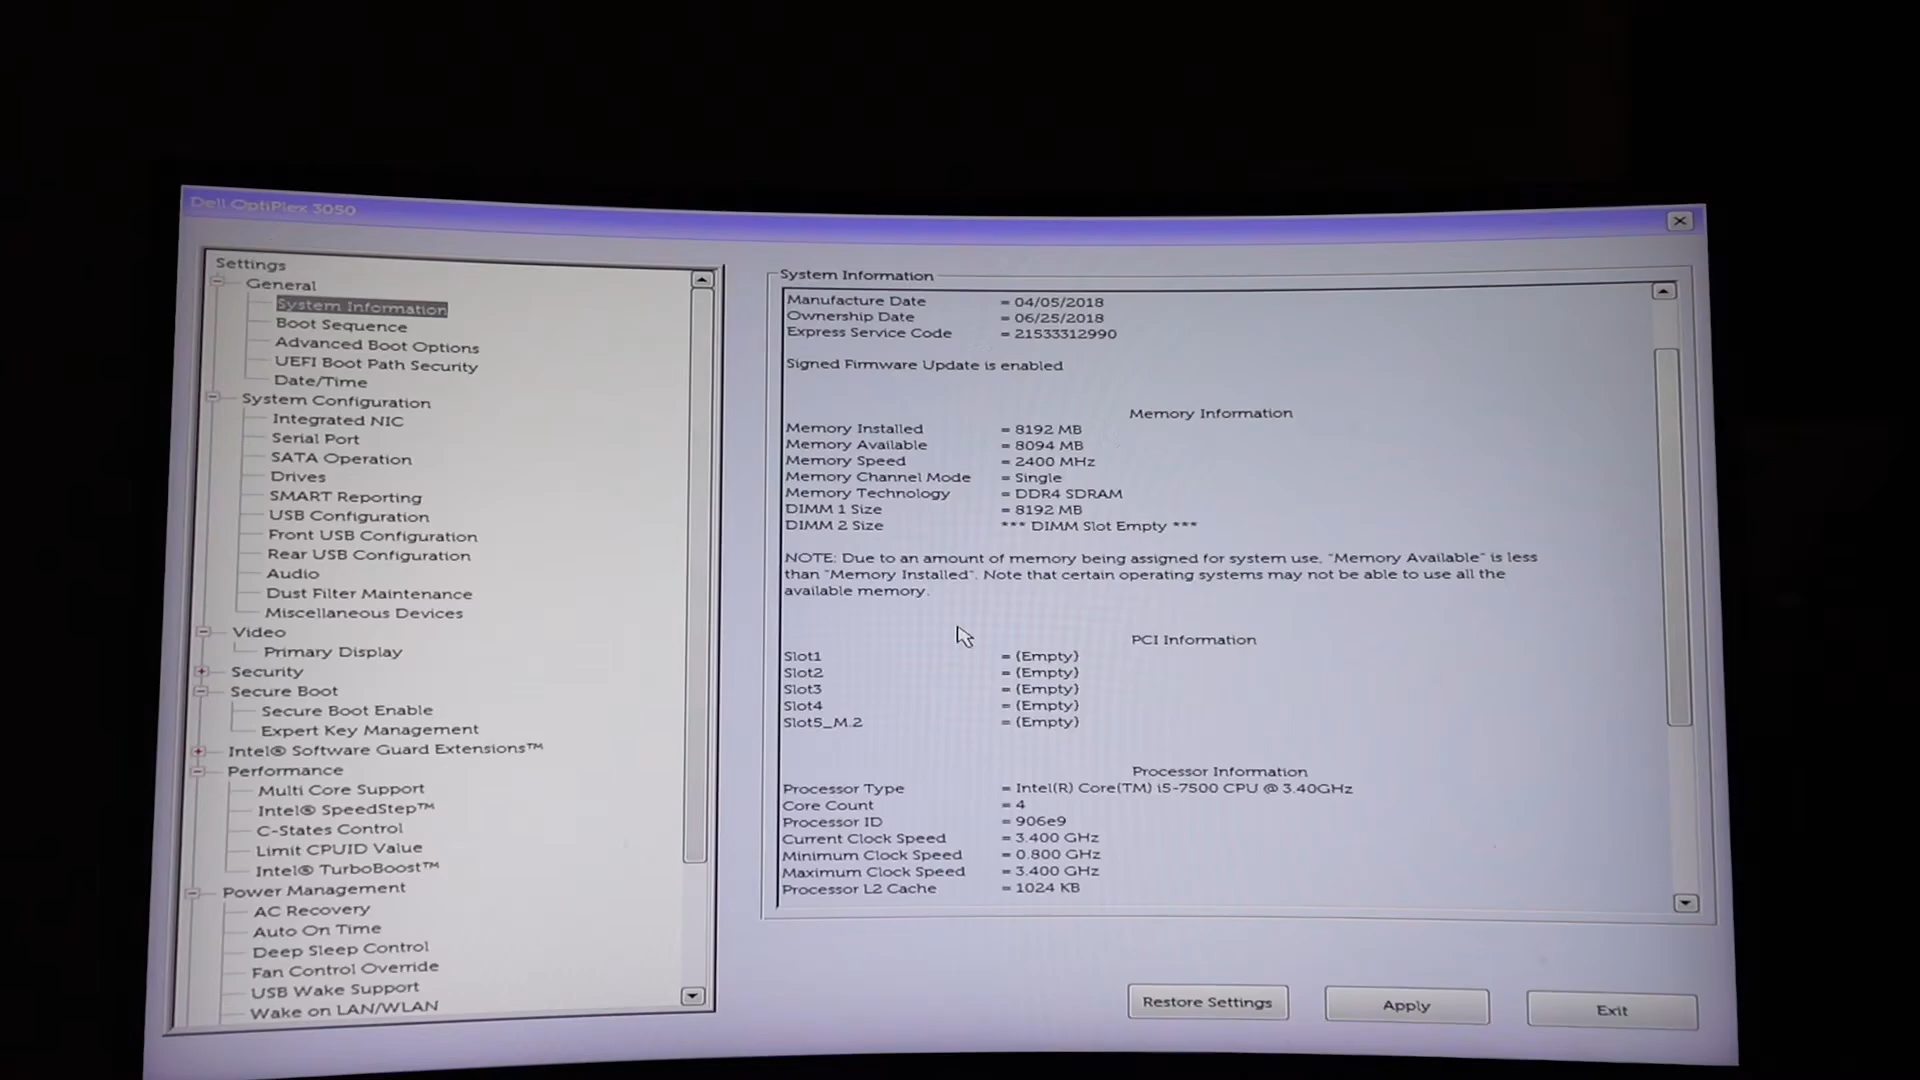 Dell OptiPlex 3050
Settings
General
System Information
Boot Sequence
Advanced Boot Options
UEFI Boot Path Security
Date/Time
System Configuration
Integrated NIC
Serial Port
SATA Operation
Drives
SMART Reporting
USB Configuration
Front USB Configuration
Rear USB Configuration
Audio
Dust Filter Maintenance
Miscellaneous Devices
Video
Primary Display
Security
Secure Boot
Secure Boot Enable
Expert Key Management
Intel® Software Guard Extensions™
Performance
Multi Core Support
Intel® SpeedStep™
C-States Control
Limit CPUID Value
Intel® TurboBoost™
Power Management
AC Recovery
Auto On Time
Deep Sleep Control
Fan Control Override
USB Wake Support
Wake on LAN/WLAN
System Information
Manufacture Date = 04/05/2018
Ownership Date = 06/25/2018
Express Service Code = 21533312990
Signed Firmware Update is enabled
Memory Information
Memory Installed = 8192 MB
Memory Available = 8094 MB
Memory Speed = 2400 MHz
Memory Channel Mode = Single
Memory Technology = DDR4 SDRAM
DIMM 1 Size = 8192 MB
DIMM 2 Size *** DIMM Slot Empty ***
NOTE: Due to an amount of memory being assigned for system use, "Memory Available" is less
than "Memory Installed". Note that certain operating systems may not be able to use all the
available memory.
PCI Information
Slot1 = (Empty)
Slot2 = (Empty)
Slot3 = (Empty)
Slot4 = (Empty)
Slot5_M.2 = (Empty)
Processor Information
Processor Type = Intel(R) Core(TM) i5-7500 CPU @ 3.40GHz
Core Count = 4
Processor ID = 906e9
Current Clock Speed = 3.400 GHz
Minimum Clock Speed = 0.800 GHz
Maximum Clock Speed = 3.400 GHz
Processor L2 Cache = 1024 KB
Restore Settings
Apply
Exit